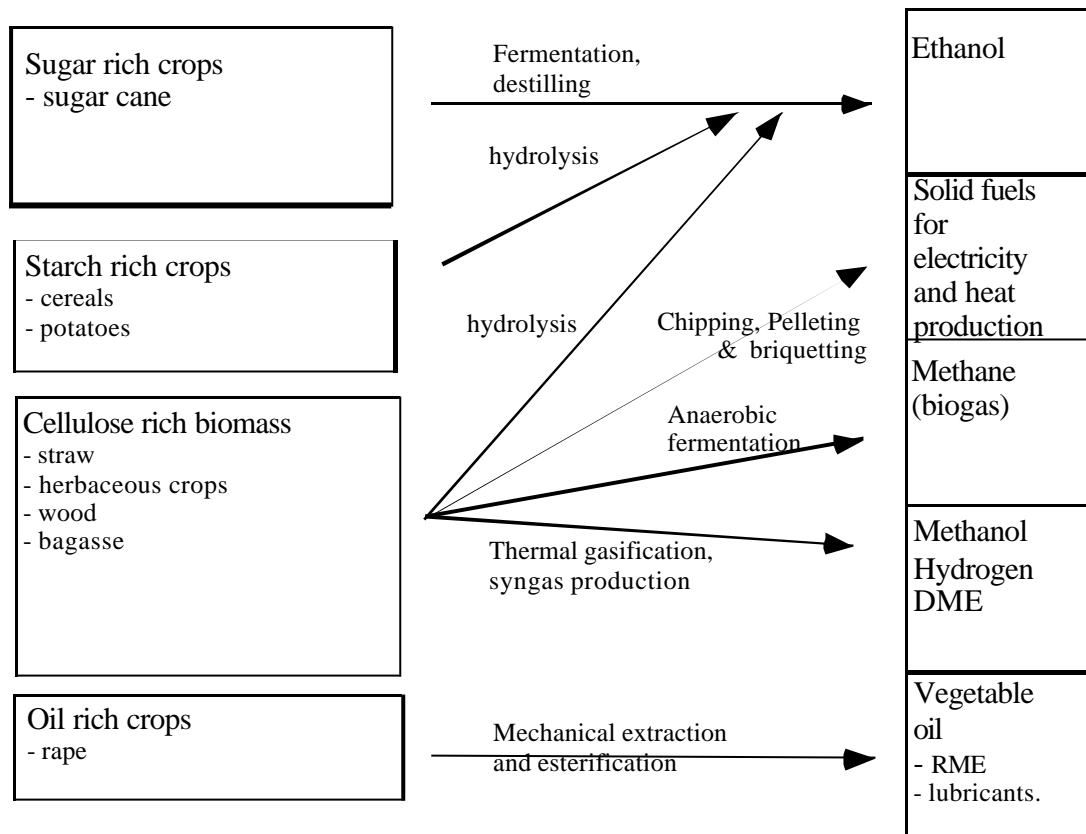 Sugar rich crops
- sugar cane
Starch rich crops
- cereals
- potatoes
Cellulose rich biomass
- straw
- herbaceous crops
- wood
- bagasse
Oil rich crops
- rape
Fermentation,
destilling
hydrolysis
hydrolysis
Chipping, Pelleting
& briquetting
Anaerobic
fermentation
Thermal gasification,
syngas production
Mechanical extraction
and esterification
Ethanol
Solid fuels
for
electricity
and heat
production
Methane
(biogas)
Methanol
Hydrogen
DME
Vegetable
oil
- RME
- lubricants.